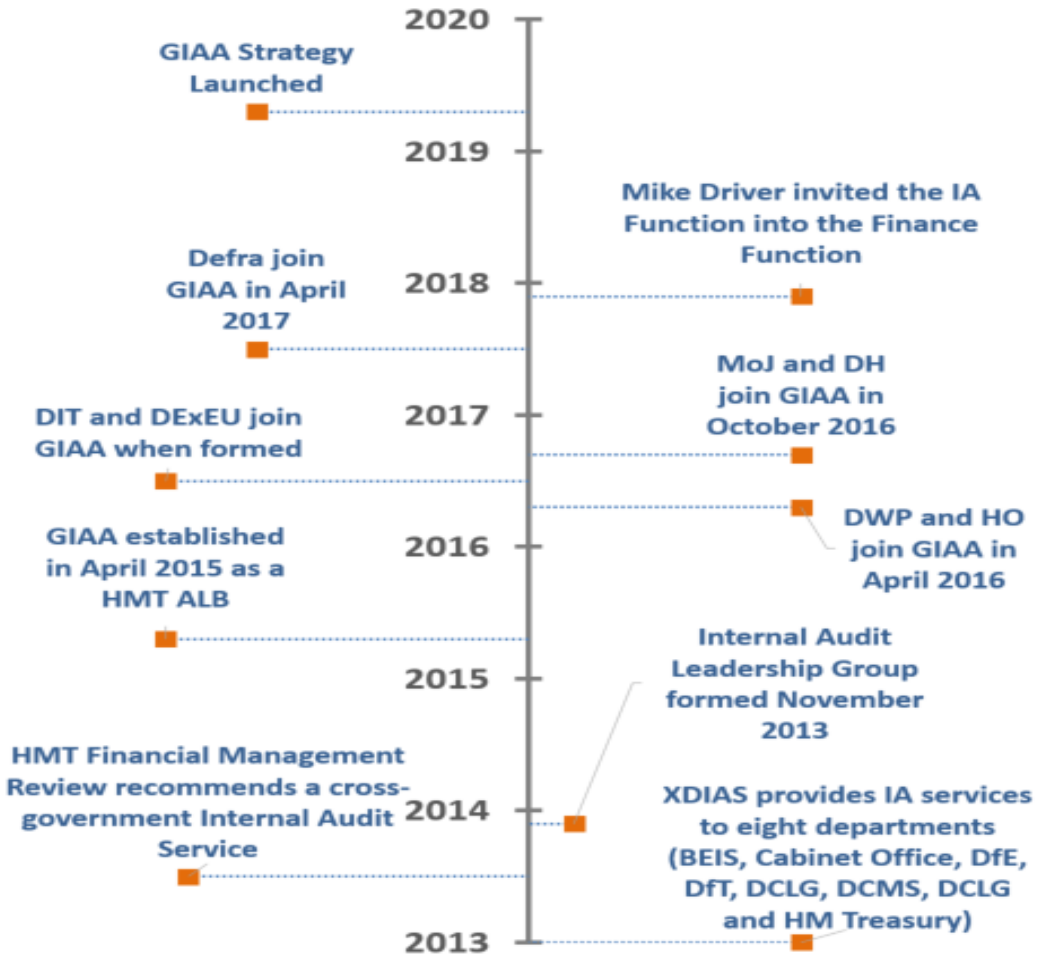 2020
GIAA Strategy
Launched
2019
Mike Driver invited the IA
Function into the Finance
Function
Defra join
GIAA in April
2017
2018
MoJ and DH
join GIAA in
October 2016
2017
DIT and DExEU join
GIAA when formed
DWP and HO
join GIAA in
April 2016
2016
GIAA established
in April 2015 as a
HMT ALB
Internal Audit
Leadership Group
formed November
2013
2015
HMT Financial Management
Review recommends a cross-
government Internal Audit
Service
2014
XDIAS provides IA services
to eight departments
(BEIS, Cabinet Office, DfE,
DfT, DCLG, DCMS, DCLG
and HM Treasury)
2013